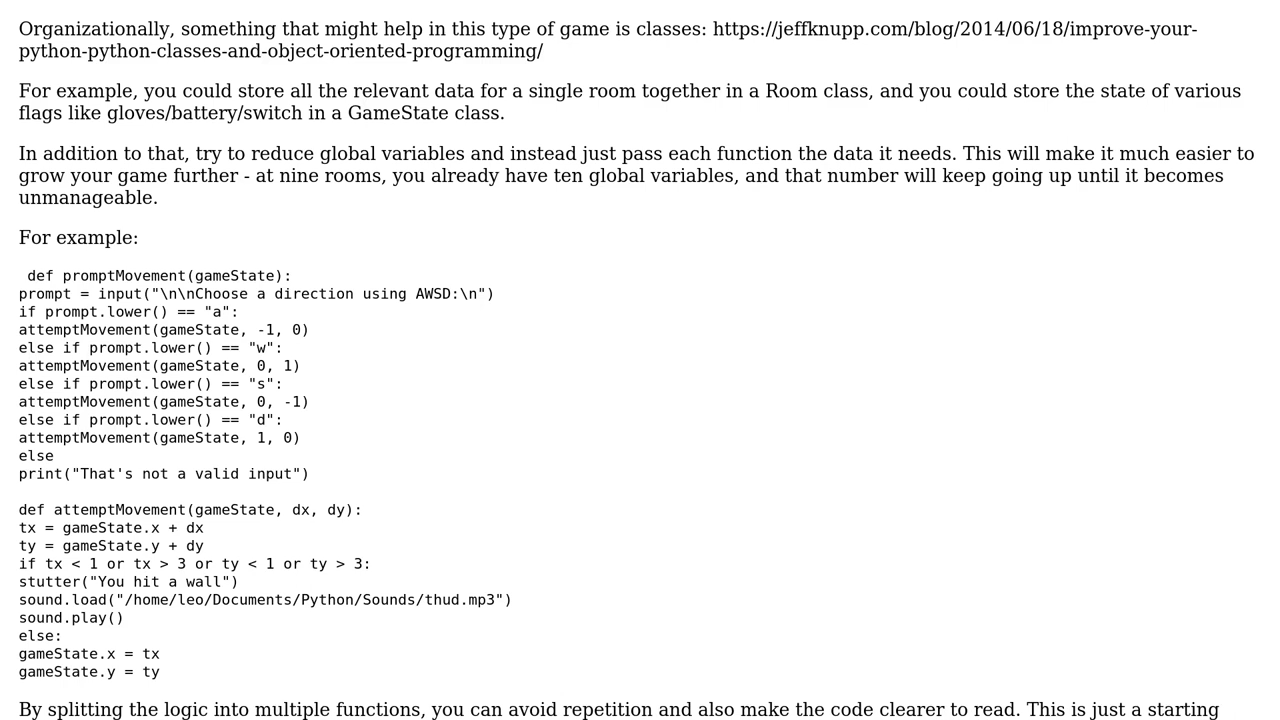 Organizationally, something that might help in this type of game is classes: https://jeffknupp.com/blog/2014/06/18/improve-your-
python-python-classes-and-object-oriented-programming/
For example, you could store all the relevant data for a single room together in a Room class, and you could store the state of various
flags like gloves/battery/switch in a GameState class.
In addition to that, try to reduce global variables and instead just pass each function the data it needs. This will make it much easier to
grow your game further - at nine rooms, you already have ten global variables, and that number will keep going up until it becomes
unmanageable.
For example:
def promptMovement(gameState):
prompt = input("\n\nChoose a direction using AWSD:\n")
if prompt.lower() == "a":
attemptMovement(gameState, -1, 0)
else if prompt.lower() == "w":
attemptMovement(gameState, 0, 1)
else if prompt.lower() == "s":
attemptMovement(gameState, 0, -1)
else if prompt.lower() == "d":
attemptMovement(gameState, 1, 0)
else
print("That's not a valid input")
def attemptMovement(gameState, dx, dy):
tx = gameState.x + dx
ty = gameState.y + dy
if tx < 1 or tx > 3 or ty < 1 or ty > 3:
stutter("You hit a wall")
sound.load("/home/leo/Documents/Python/Sounds/thud.mp3")
sound.play()
else:
gameState.x = tx
gameState.y = ty
By splitting the logic into multiple functions, you can avoid repetition and also make the code clearer to read. This is just a starting